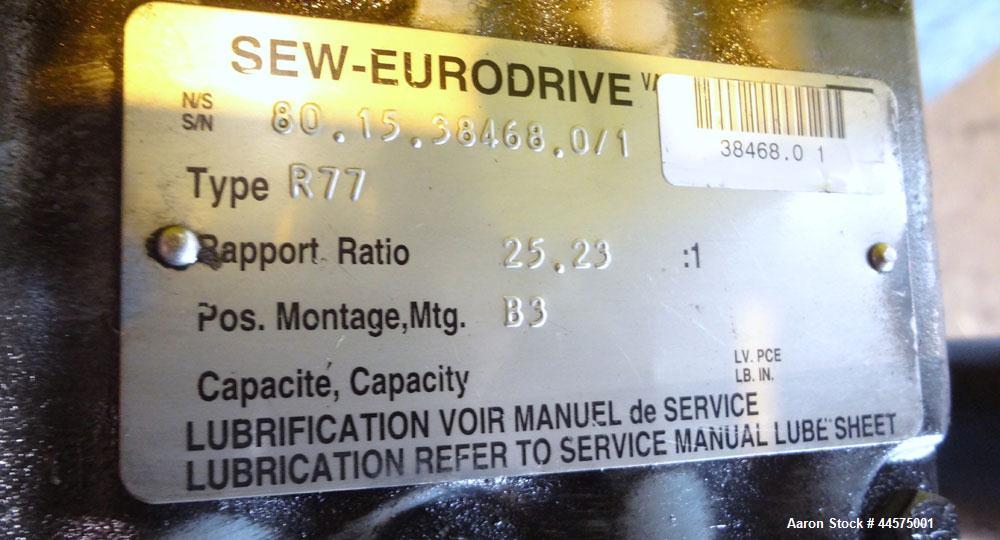 SEW-EURODRIVE
N/S
S/N 80.15.38468.0/1
38468.0 1
Type R77
Rapport Ratio 25.23 :1
Pos. Montage,Mtg. B3
Capacité, Capacity LV. PCE
LB. IN.
LUBRIFICATION VOIR MANUEL de SERVICE
LUBRICATION REFER TO SERVICE MANUAL LUBE SHEET
Aaron Stock # 44575001